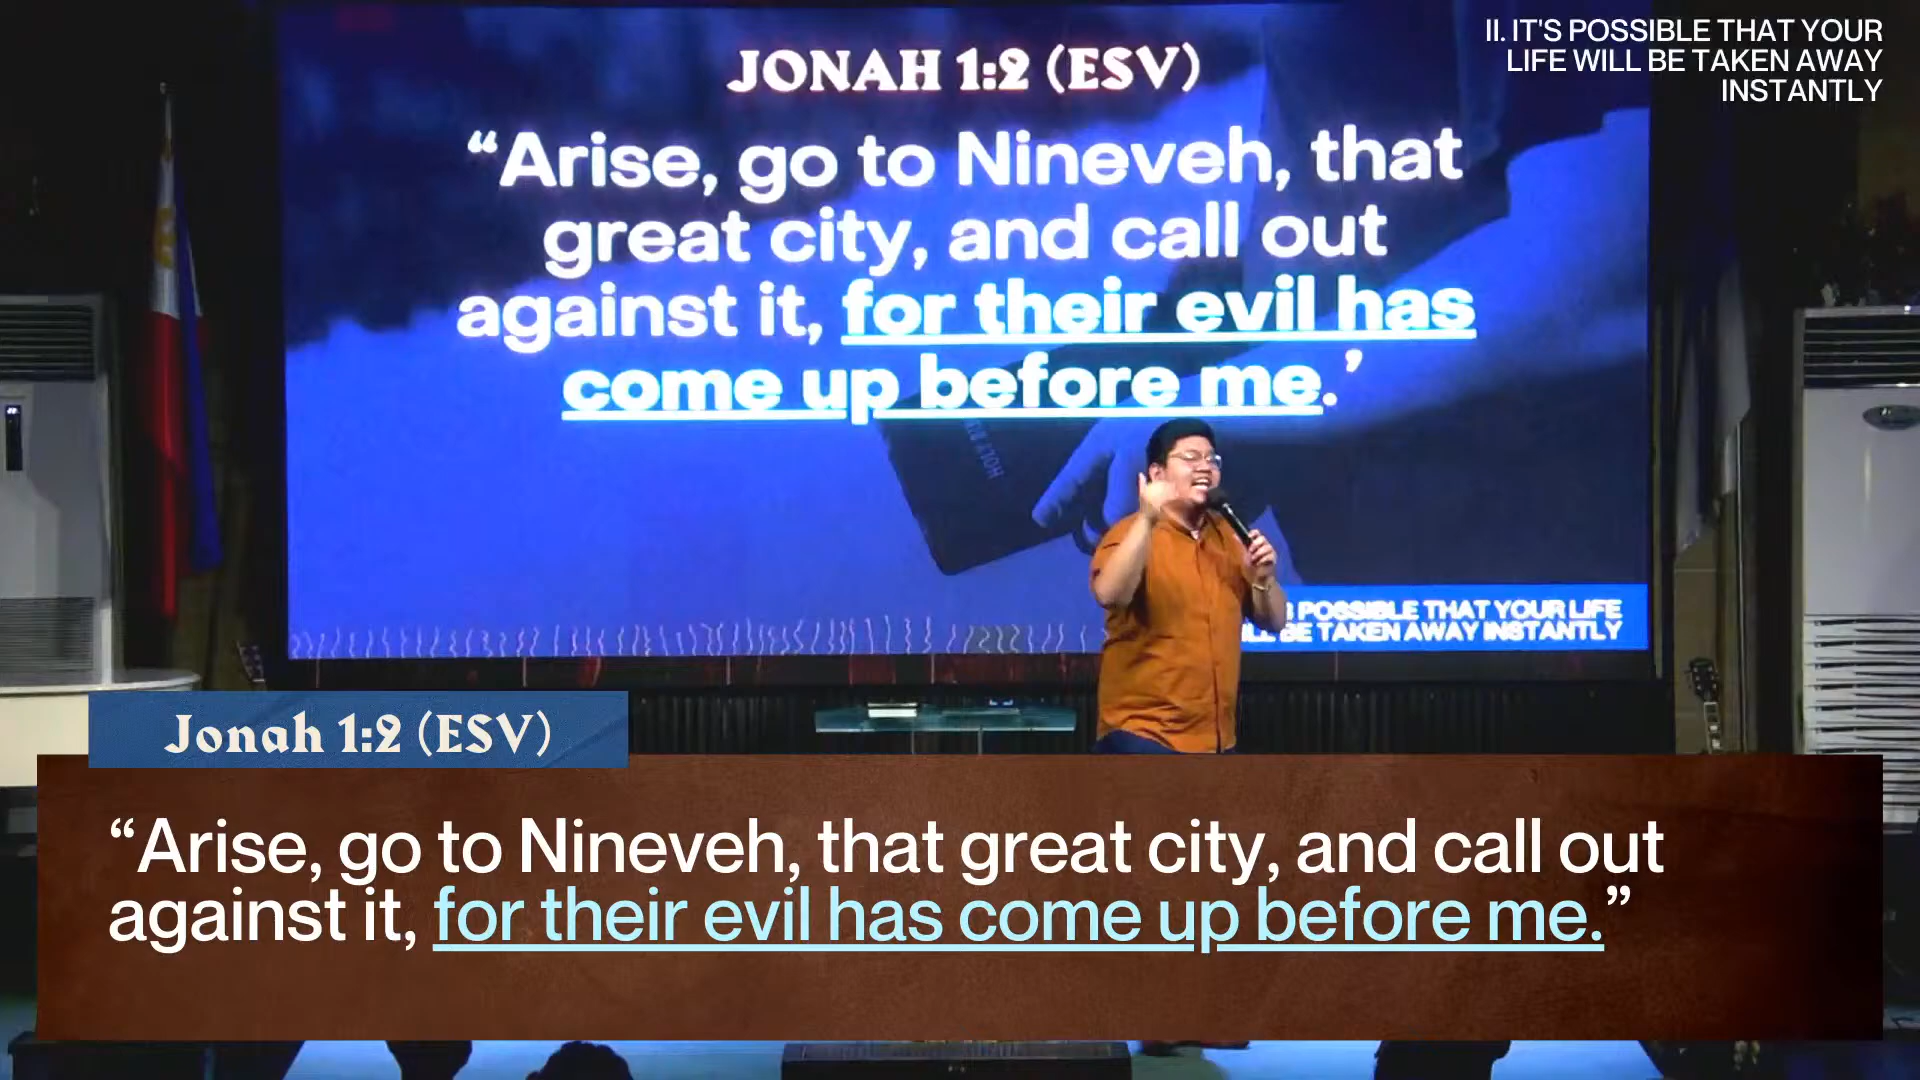 II. IT'S POSSIBLE THAT YOUR
LIFE WILL BE TAKEN AWAY
INSTANTLY
JONAH 1:2 (ESV)
“Arise, go to Nineveh, that
great city, and call out
against it, for their evil has
come up before me.’
HOLY
POSSIBLE THAT YOUR LIFE
BE TAKEN AWAY INSTANTLY
Jonah 1:2 (ESV)
“Arise, go to Nineveh, that great city, and call out
against it, for their evil has come up before me.”